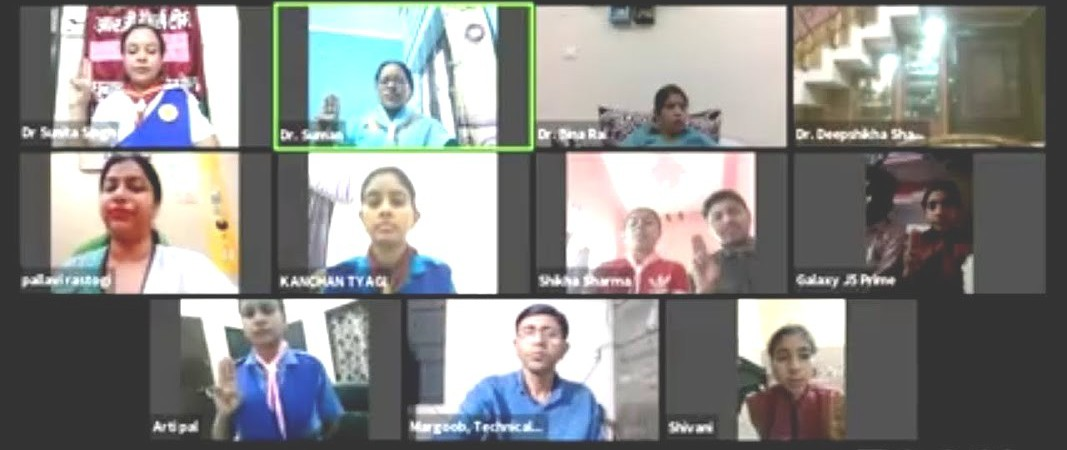 Dr Sunita Singh
Dr. Suman
Dr. Bina Rai
Dr. Deepshikha Sha...
pallavi rastogi
KANCHAN TYAGI
Shikha Sharma
Galaxy J5 Prime
Arti pal
Margoob, Technical...
Shivani